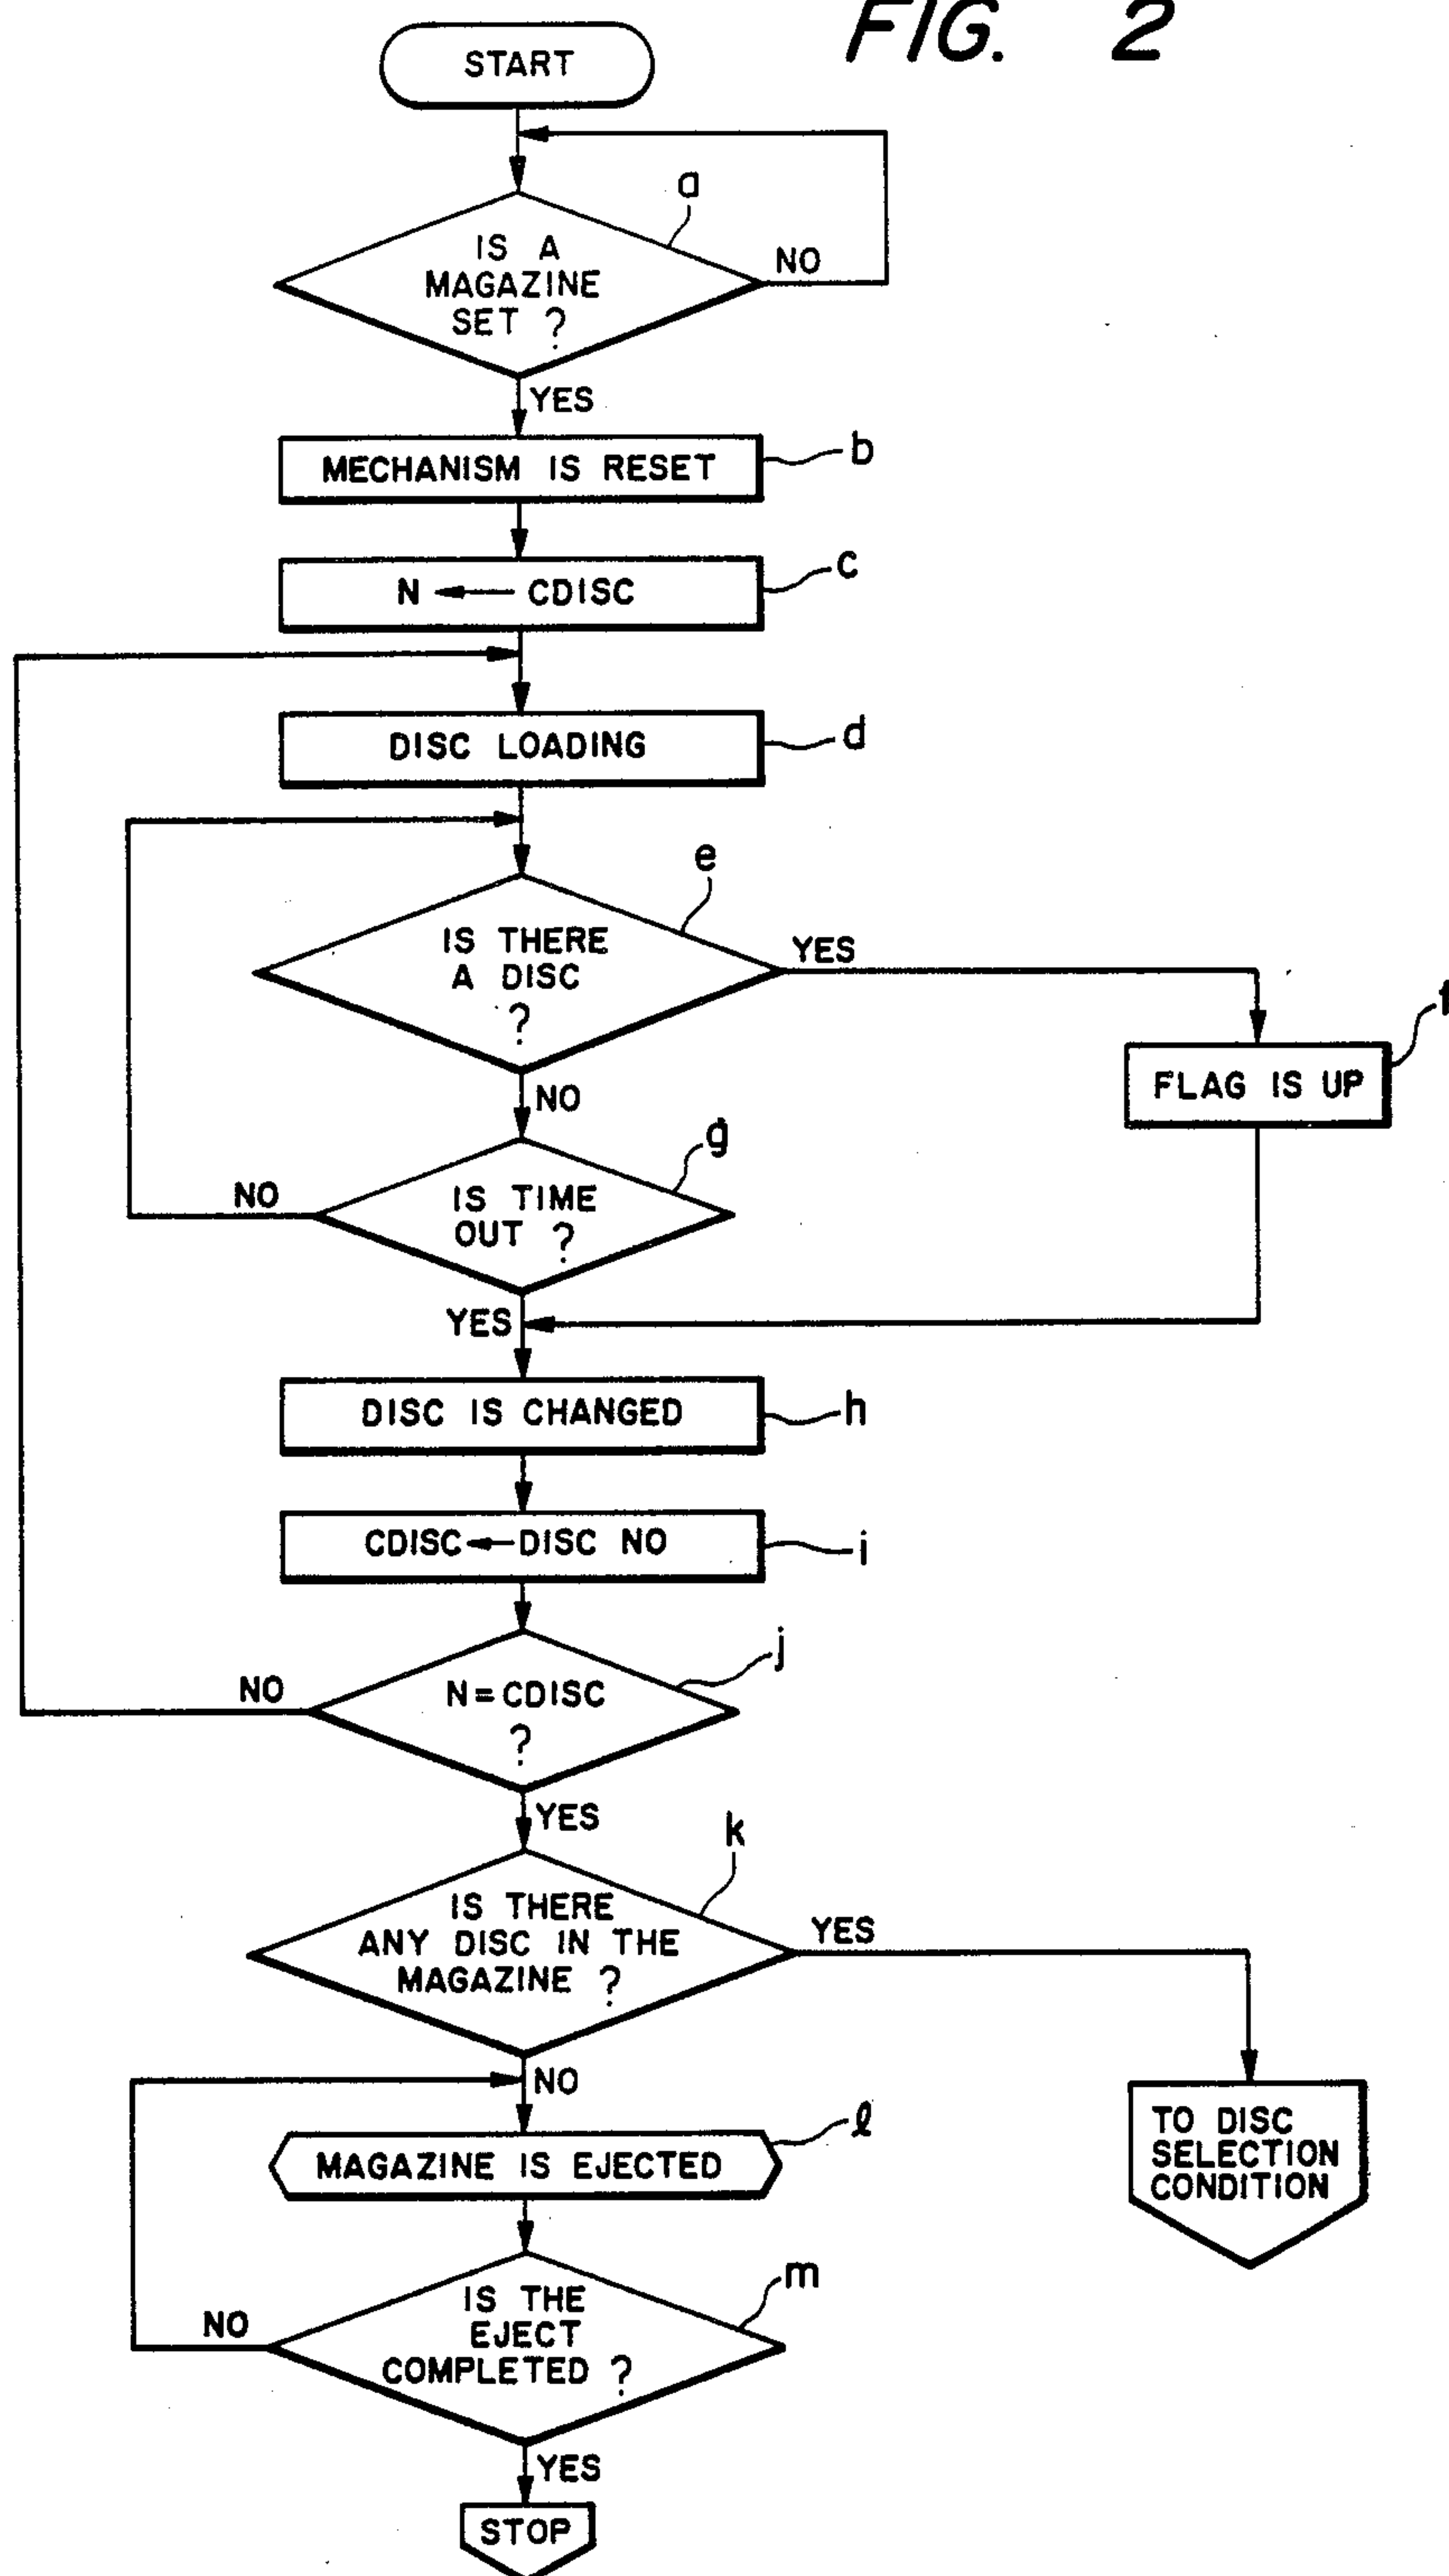 FIG. 2
START
a
IS A
MAGAZINE
SET ?
NO
YES
MECHANISM IS RESET
b
N ← CDISC
c
DISC LOADING
d
e
IS THERE
A DISC
?
YES
f
FLAG IS UP
NO
g
IS TIME
OUT ?
NO
YES
DISC IS CHANGED
h
CDISC ← DISC NO
i
j
N = CDISC
?
NO
YES
k
IS THERE
ANY DISC IN THE
MAGAZINE ?
YES
NO
TO DISC
SELECTION
CONDITION
MAGAZINE IS EJECTED
ℓ
m
IS THE
EJECT
COMPLETED ?
NO
YES
STOP